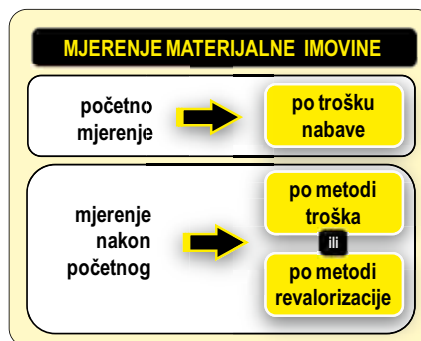 MJERENJE MATERIJALNE IMOVINE
početno
mjerenje
po trošku
nabave
mjerenje
nakon
početnog
po metodi
troška
ili
po metodi
revalorizacije